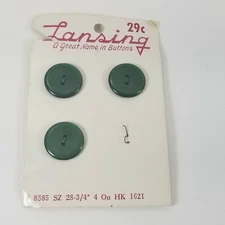 29¢
Lansing
A Great Name in Buttons
8585 SZ 28-3/4" 4 On HK 1621